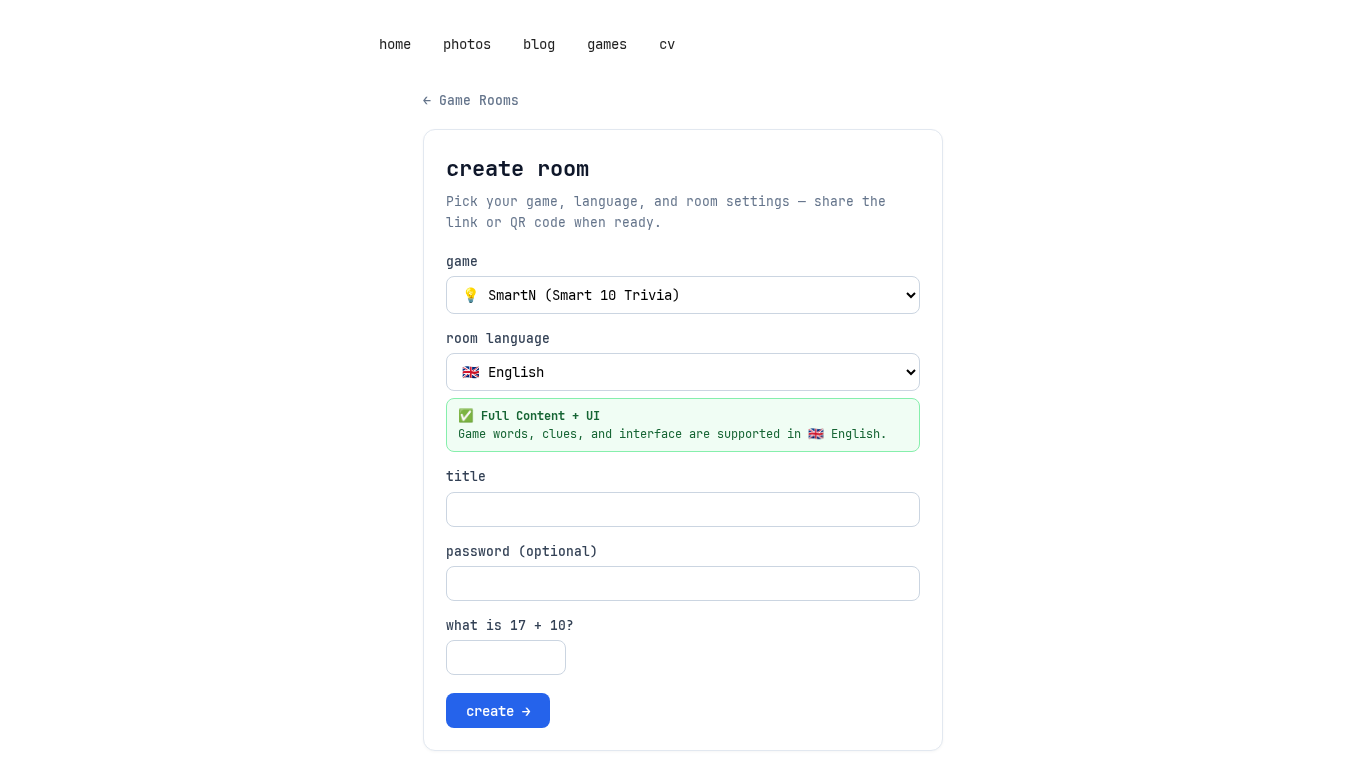 home photos blog games cv
← Game Rooms
create room
Pick your game, language, and room settings — share the
link or QR code when ready.
game
💡 SmartN (Smart 10 Trivia)
room language
🇬🇧 English
✅ Full Content + UI
Game words, clues, and interface are supported in 🇬🇧 English.
title
password (optional)
what is 17 + 10?
create →